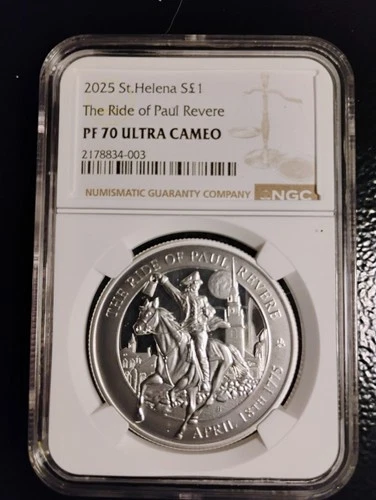 2025 St.Helena S£1
The Ride of Paul Revere
PF 70 ULTRA CAMEO
2178834-003
NUMISMATIC GUARANTY COMPANY NGC
THE RIDE OF PAUL REVERE
APRIL 18TH 1775